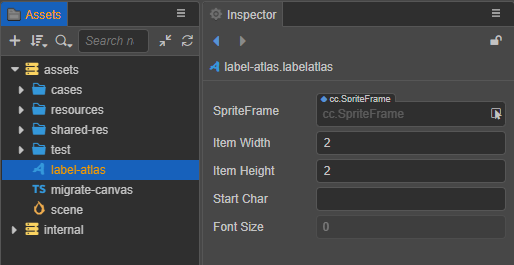 Assets
Search n
assets
cases
resources
shared-res
test
label-atlas
TS migrate-canvas
scene
internal
Inspector
label-atlas.labelatlas
cc.SpriteFrame
SpriteFrame cc.SpriteFrame
Item Width 2
Item Height 2
Start Char
Font Size 0